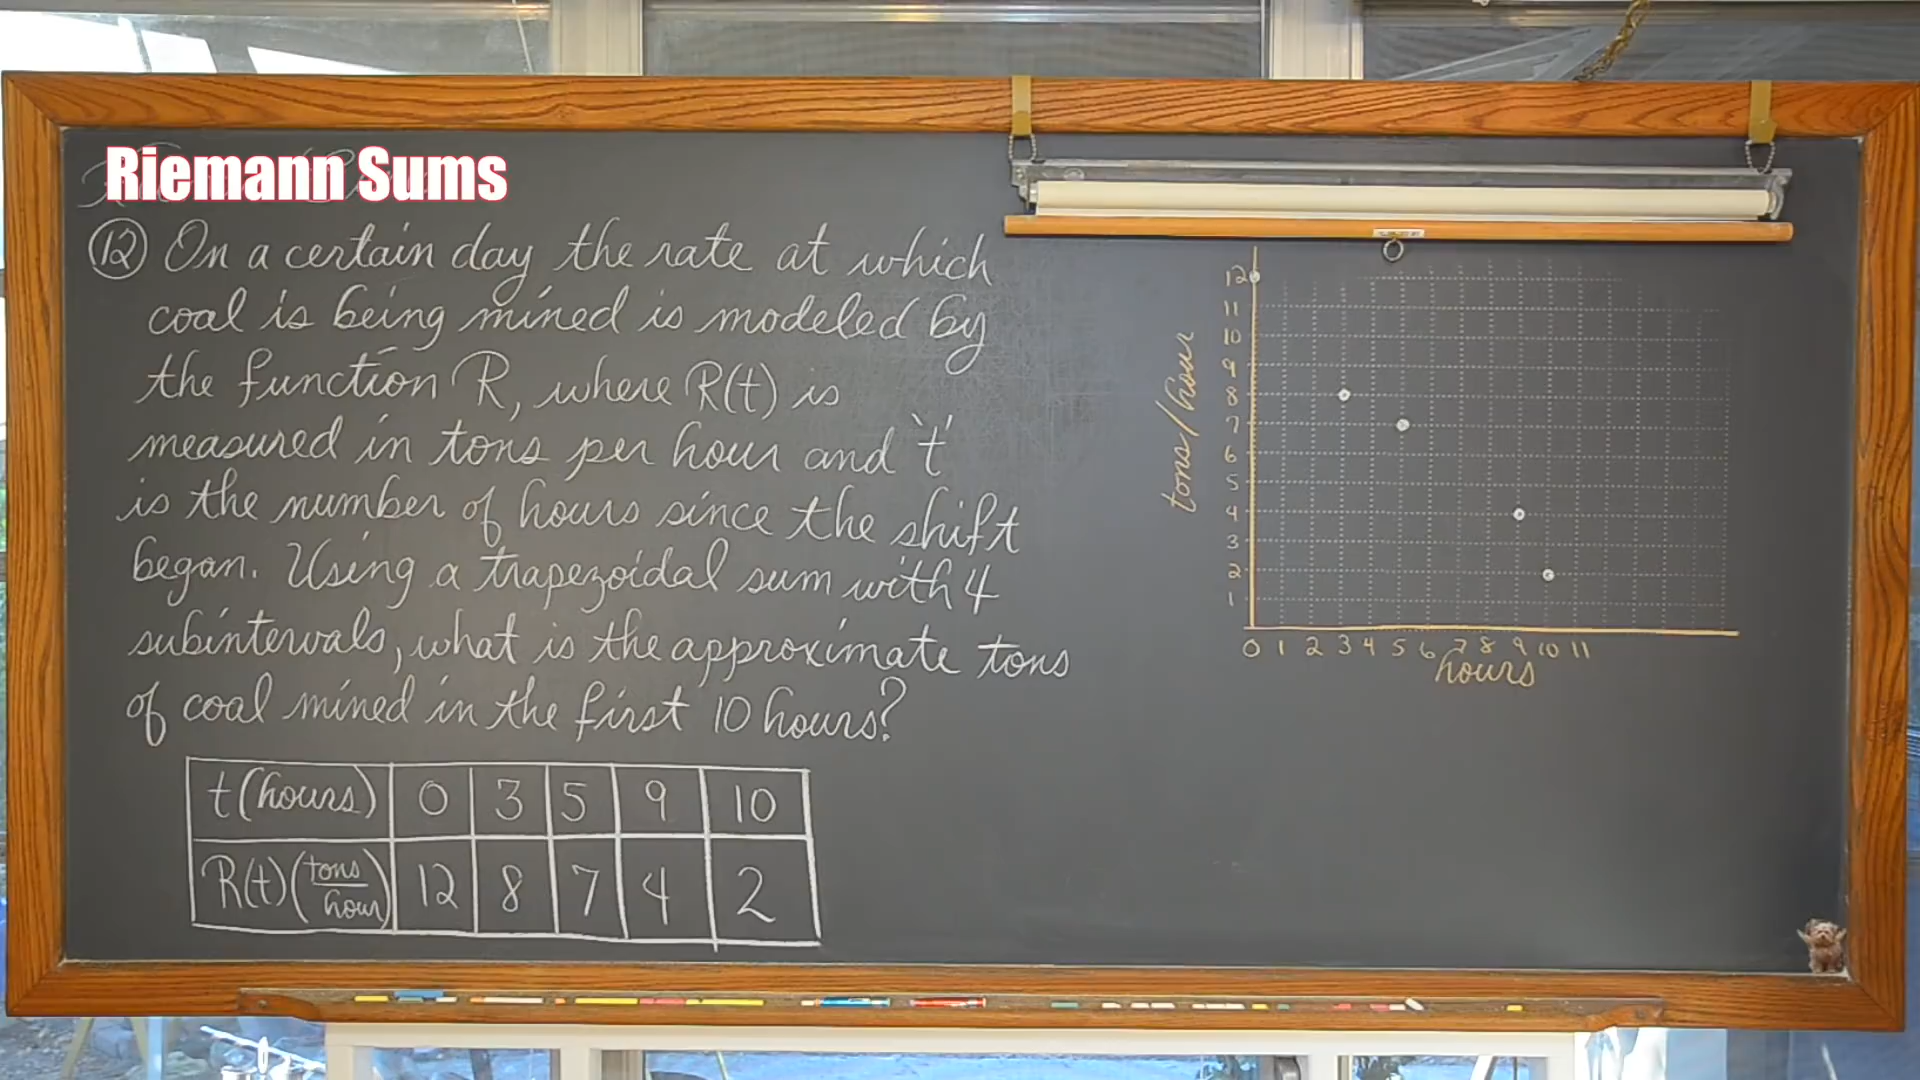 Riemann Sums
12 On a certain day the rate at which
coal is being mined is modeled by
the function R, where R(t) is
measured in tons per hour and 't'
is the number of hours since the shift
began. Using a trapezoidal sum with 4
subintervals, what is the approximate tons
of coal mined in the first 10 hours?
t (hours) 0 3 5 9 10
R(t) (tons/hour) 12 8 7 4 2
tons/hour
12
11
10
9
8
7
6
5
4
3
2
1
0 1 2 3 4 5 6 7 8 9 10 11
hours